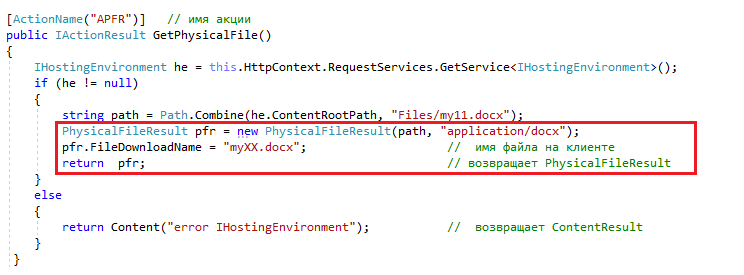 [ActionName("APFR")]   // имя акции
public IActionResult GetPhysicalFile()
{
    IHostingEnvironment he = this.HttpContext.RequestServices.GetService<IHostingEnvironment>();
    if (he != null)
    {
        string path = Path.Combine(he.ContentRootPath, "Files/my11.docx");
        PhysicalFileResult pfr = new PhysicalFileResult(path, "application/docx");
        pfr.FileDownloadName = "myXX.docx";                  //  имя файла на клиенте
        return  pfr;                                         // возвращает PhysicalFileResult
    }
    else
    {
        return Content("error IHostingEnvironment");           //  возвращает ContentResult
    }
}